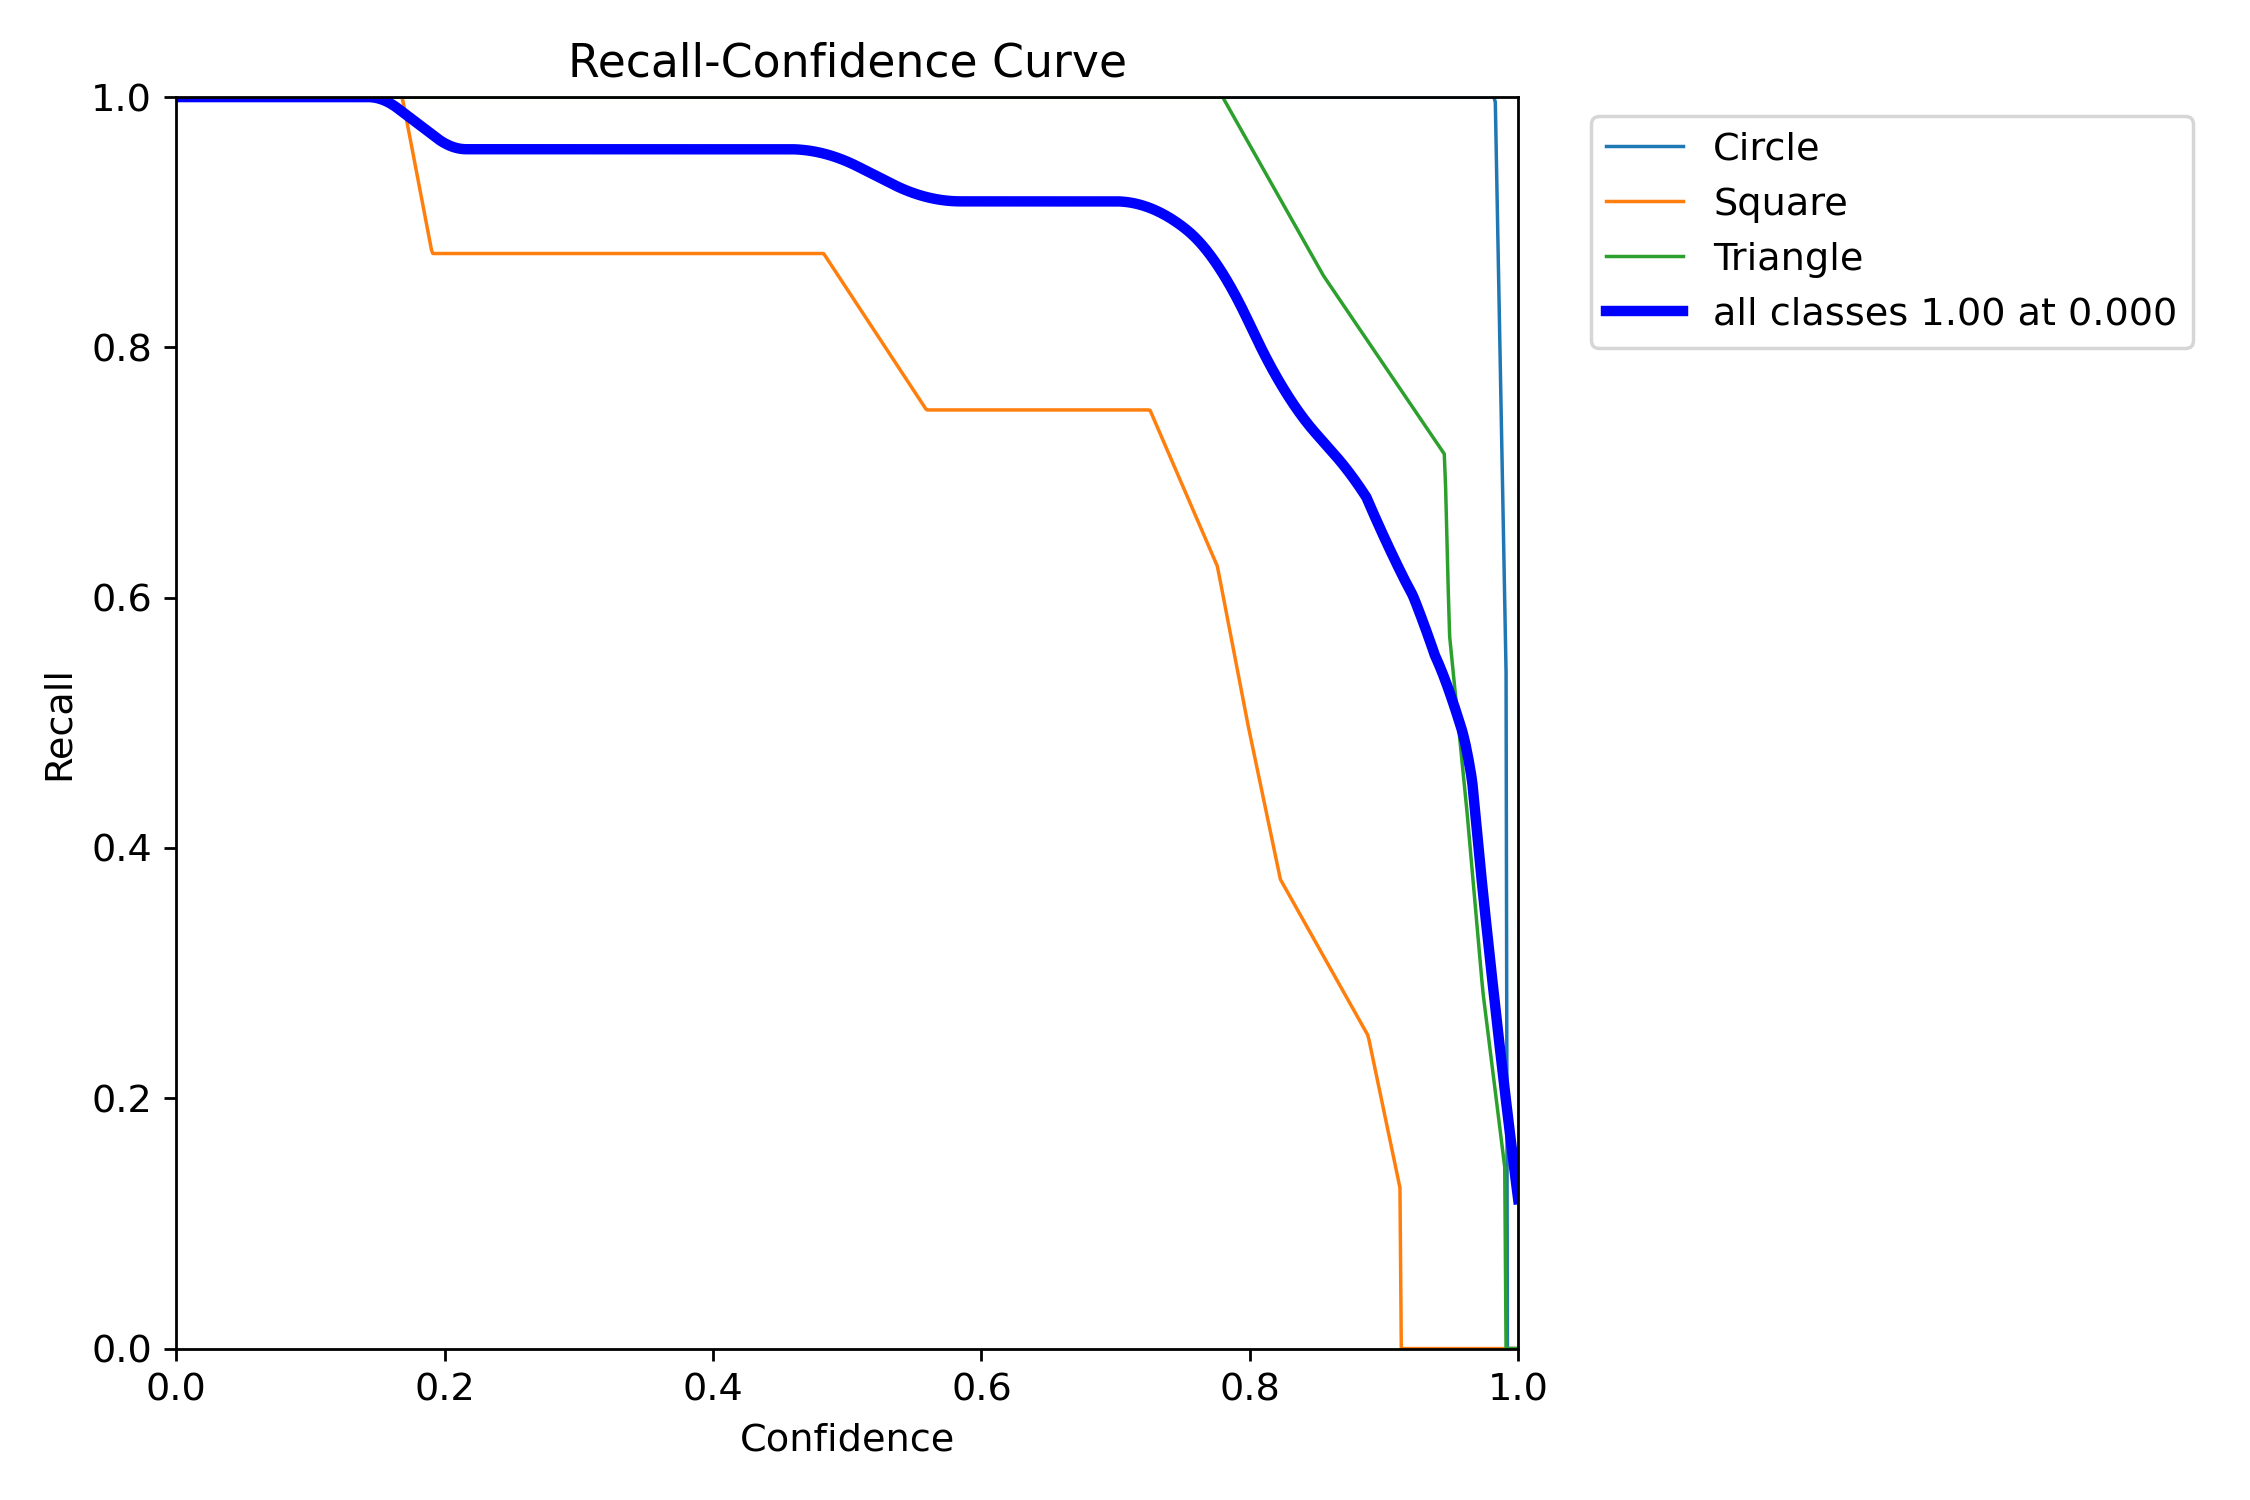 Recall-Confidence Curve
1.0
0.8
0.6
0.4
0.2
0.0
Recall
0.0 0.2 0.4 0.6 0.8 1.0
Confidence
Circle
Square
Triangle
all classes 1.00 at 0.000